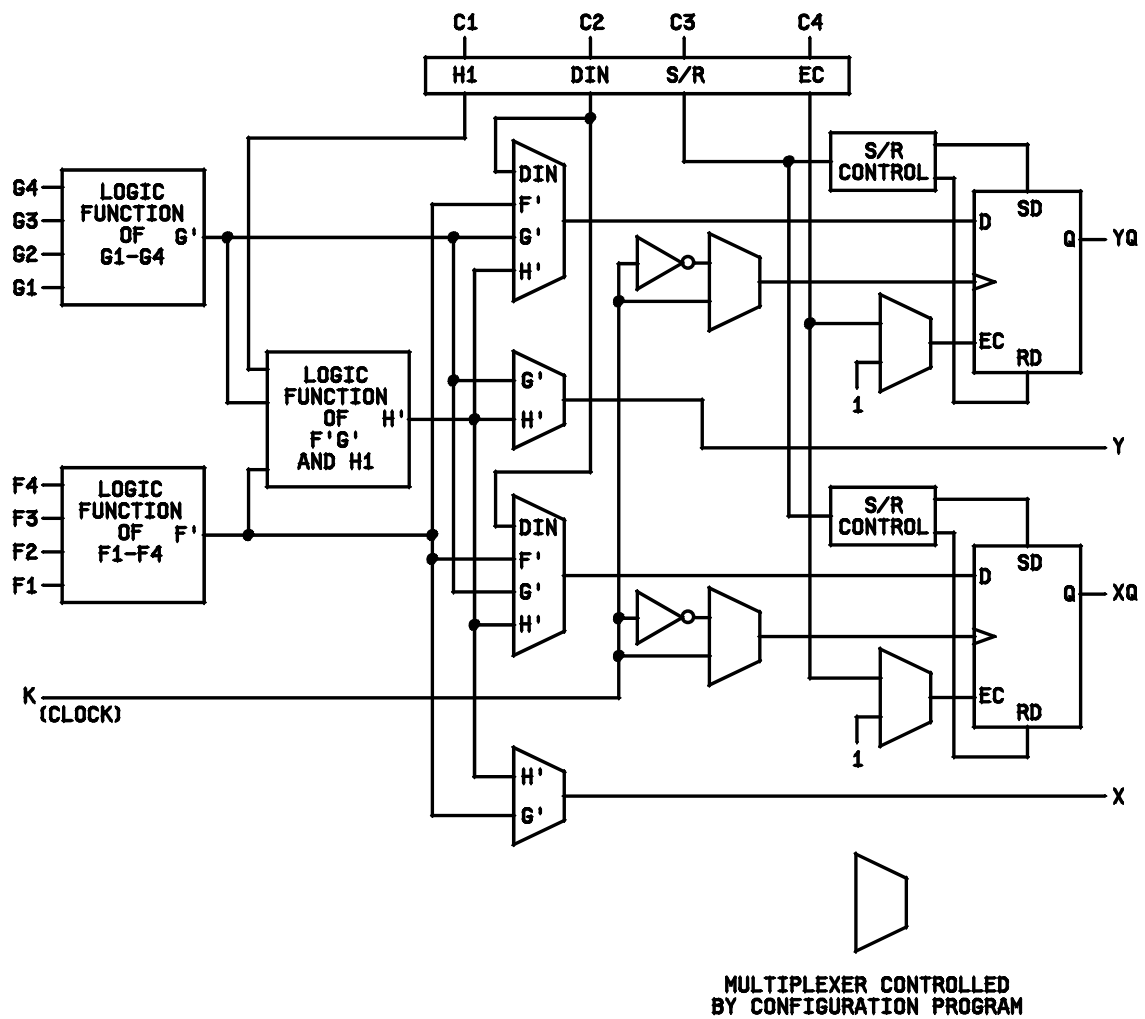 C1 C2 C3 C4
H1 DIN S/R EC
S/R
CONTROL
G4
G3
G2
G1
LOGIC
FUNCTION
OF
G1-G4
G'
DIN
F'
G'
H'
D
SD
Q
EC
RD
YQ
1
LOGIC
FUNCTION
OF
F'G'
AND H1
H'
G'
H'
Y
F4
F3
F2
F1
LOGIC
FUNCTION
OF
F1-F4
F'
DIN
F'
G'
H'
S/R
CONTROL
D
SD
Q
EC
RD
XQ
1
K
(CLOCK)
H'
G'
X
MULTIPLEXER CONTROLLED
BY CONFIGURATION PROGRAM